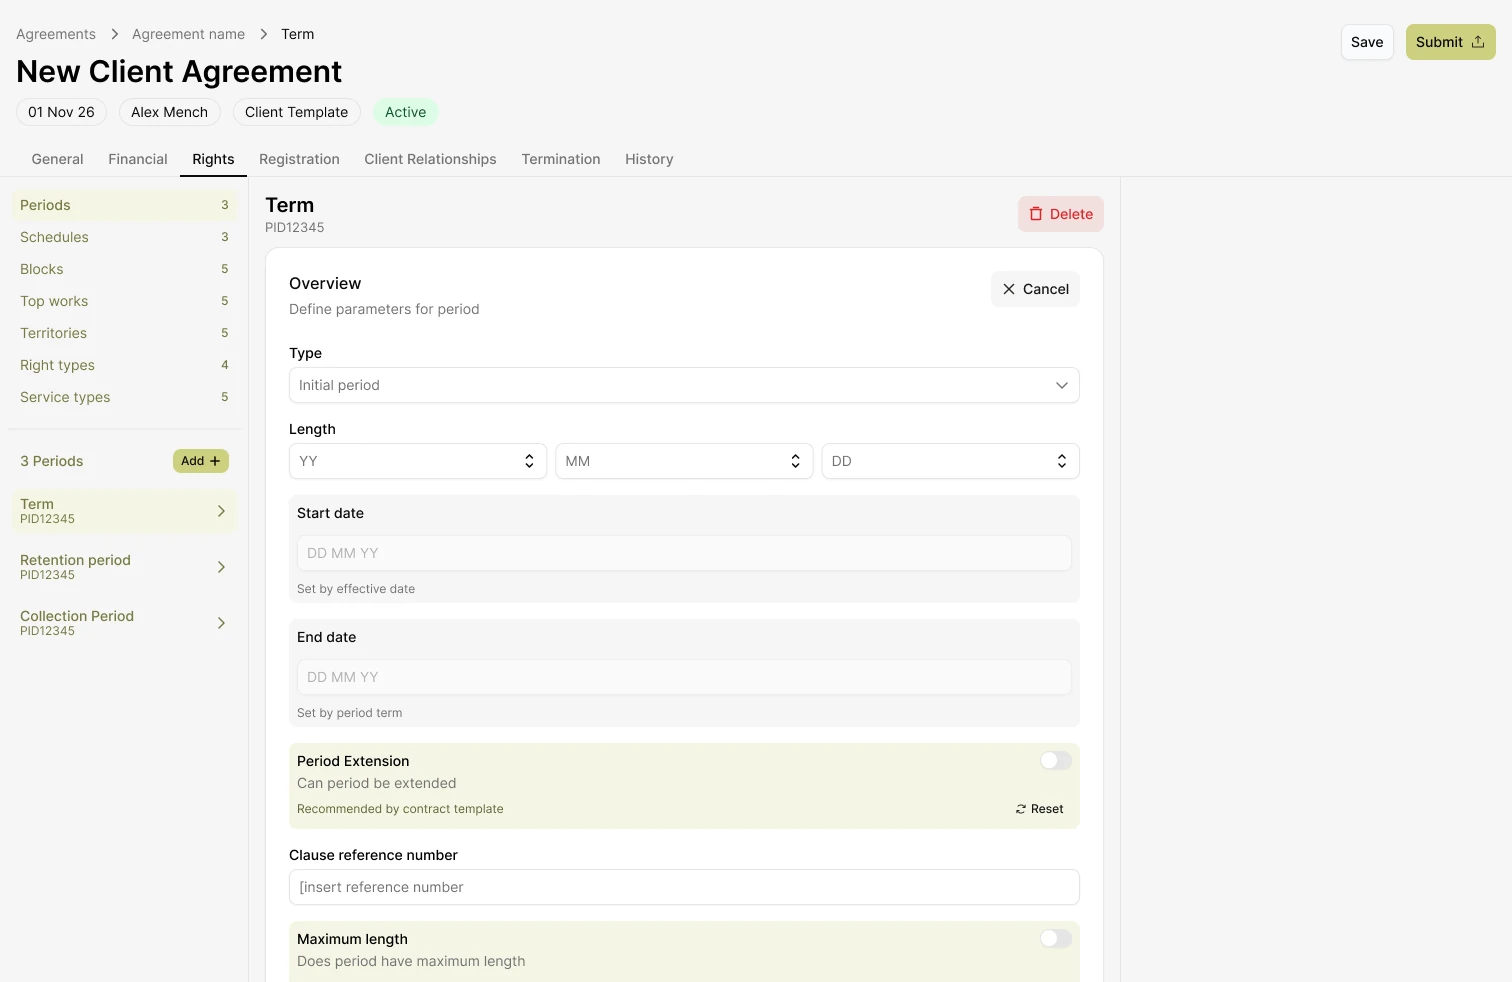 Agreements > Agreement name > Term
Save
Submit
New Client Agreement
01 Nov 26
Alex Mench
Client Template
Active
General
Financial
Rights
Registration
Client Relationships
Termination
History
Periods 3
Schedules 3
Blocks 5
Top works 5
Territories 5
Right types 4
Service types 5
3 Periods
Add +
Term
PID12345
Retention period
PID12345
Collection Period
PID12345
Term
PID12345
Delete
Overview
Define parameters for period
Cancel
Type
Initial period
Length
YY
MM
DD
Start date
DD MM YY
Set by effective date
End date
DD MM YY
Set by period term
Period Extension
Can period be extended
Recommended by contract template
Reset
Clause reference number
[insert reference number
Maximum length
Does period have maximum length